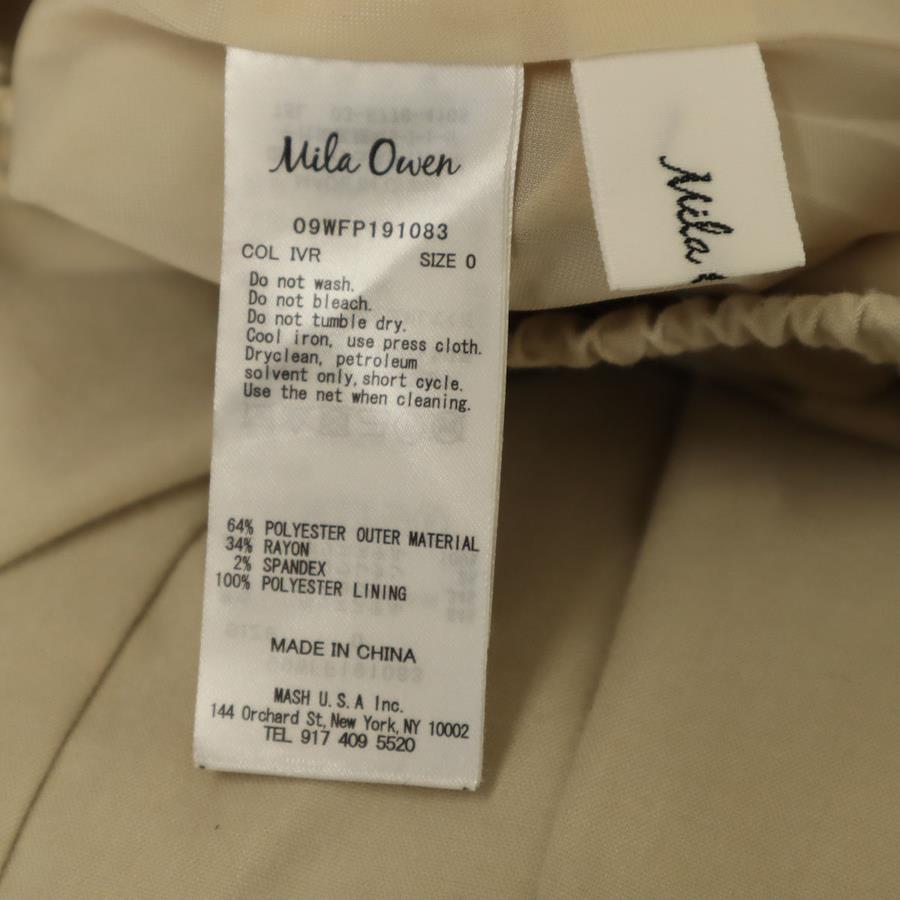 Mila Owen
09WFP191083
COL IVR SIZE 0
Do not wash.
Do not bleach.
Do not tumble dry.
Cool iron, use press cloth.
Dryclean, petroleum
solvent only, short cycle.
Use the net when cleaning.
64% POLYESTER OUTER MATERIAL
34% RAYON
2% SPANDEX
100% POLYESTER LINING
MADE IN CHINA
MASH U.S.A Inc.
144 Orchard St, New York, NY 10002
TEL 917 409 5520
Mila